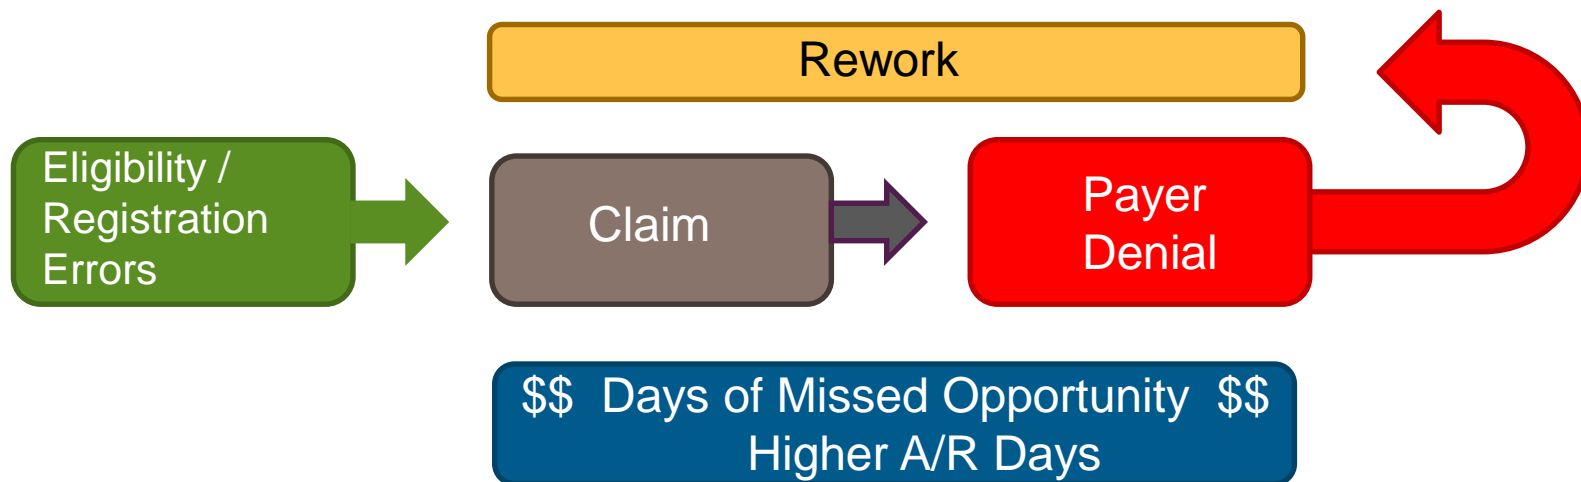 Rework
Eligibility /
Registration
Errors
Claim
Payer
Denial
$$ Days of Missed Opportunity $$
Higher A/R Days